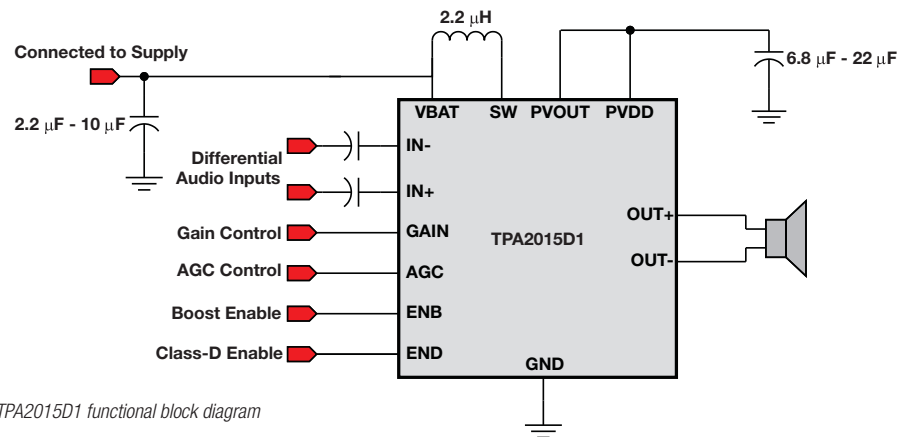 2.2 μH
Connected to Supply
6.8 μF - 22 μF
2.2 μF - 10 μF
VBAT SW PVOUT PVDD
Differential
Audio Inputs
IN-
IN+
Gain Control
GAIN
TPA2015D1
OUT+
OUT-
AGC Control
AGC
Boost Enable
ENB
Class-D Enable
END
GND
TPA2015D1 functional block diagram